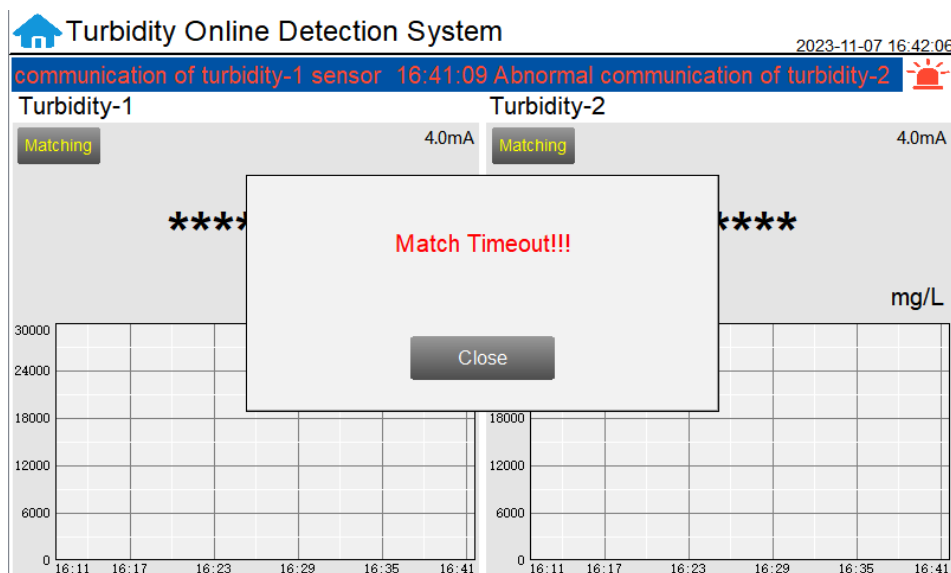 Turbidity Online Detection System
2023-11-07 16:42:06
communication of turbidity-1 sensor 16:41:09 Abnormal communication of turbidity-2
Turbidity-1
Turbidity-2
Matching
4.0mA
Matching
4.0mA
****
****
Match Timeout!!!
mg/L
Close
30000
24000
18000
12000
6000
0
16:11 16:17 16:23 16:29 16:35 16:41
18000
12000
6000
0
16:11 16:17 16:23 16:29 16:35 16:41